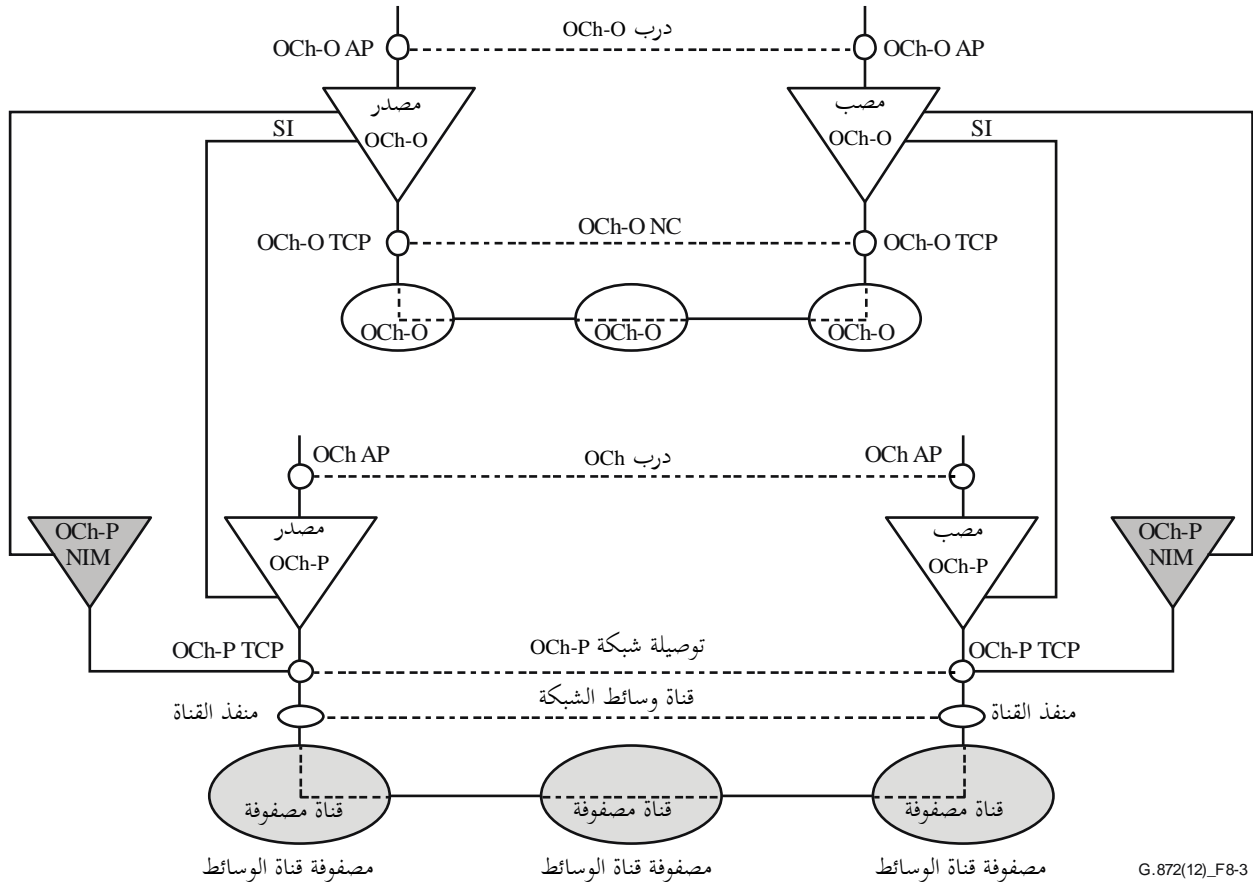 درب OCh-O
OCh-O AP
OCh-O AP
مصدر
OCh-O
مصب
OCh-O
SI
SI
OCh-O NC
OCh-O TCP
OCh-O TCP
OCh-O
OCh-O
OCh-O
OCh AP
درب OCh
OCh AP
OCh-P
NIM
مصدر
OCh-P
مصب
OCh-P
OCh-P
NIM
OCh-P TCP
توصيلة شبكة OCh-P
OCh-P TCP
قناة وسائط الشبكة
منفذ القناة
منفذ القناة
قناة مصفوفة
قناة مصفوفة
قناة مصفوفة
مصفوفة قناة الوسائط
مصفوفة قناة الوسائط
مصفوفة قناة الوسائط
G.872(12)_F8-3